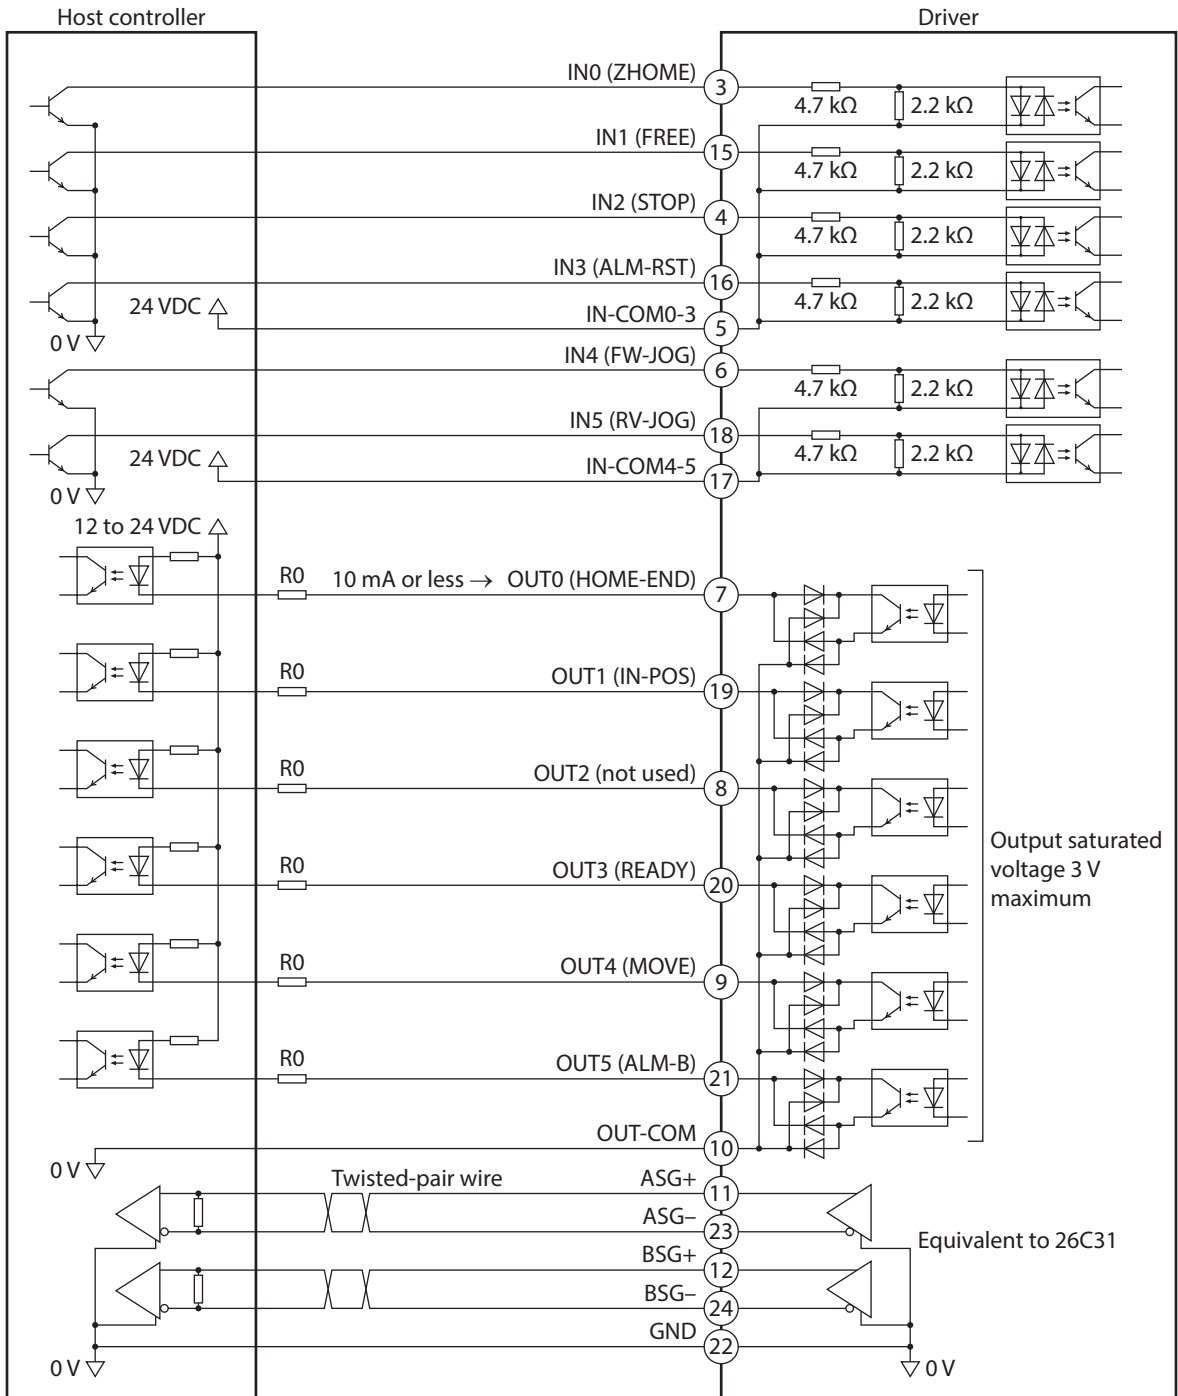 Host controller
Driver
IN0 (ZHOME)
3
4.7 kΩ
2.2 kΩ
IN1 (FREE)
15
4.7 kΩ
2.2 kΩ
IN2 (STOP)
4
4.7 kΩ
2.2 kΩ
IN3 (ALM-RST)
16
4.7 kΩ
2.2 kΩ
24 VDC
IN-COM0-3
5
0 V
IN4 (FW-JOG)
6
4.7 kΩ
2.2 kΩ
IN5 (RV-JOG)
18
4.7 kΩ
2.2 kΩ
24 VDC
IN-COM4-5
17
0 V
12 to 24 VDC
R0
10 mA or less →
OUT0 (HOME-END)
7
R0
OUT1 (IN-POS)
19
R0
OUT2 (not used)
8
Output saturated
voltage 3 V
maximum
R0
OUT3 (READY)
20
R0
OUT4 (MOVE)
9
R0
OUT5 (ALM-B)
21
OUT-COM
10
0 V
Twisted-pair wire
ASG+
11
ASG–
23
Equivalent to 26C31
BSG+
12
BSG–
24
GND
22
0 V
0 V